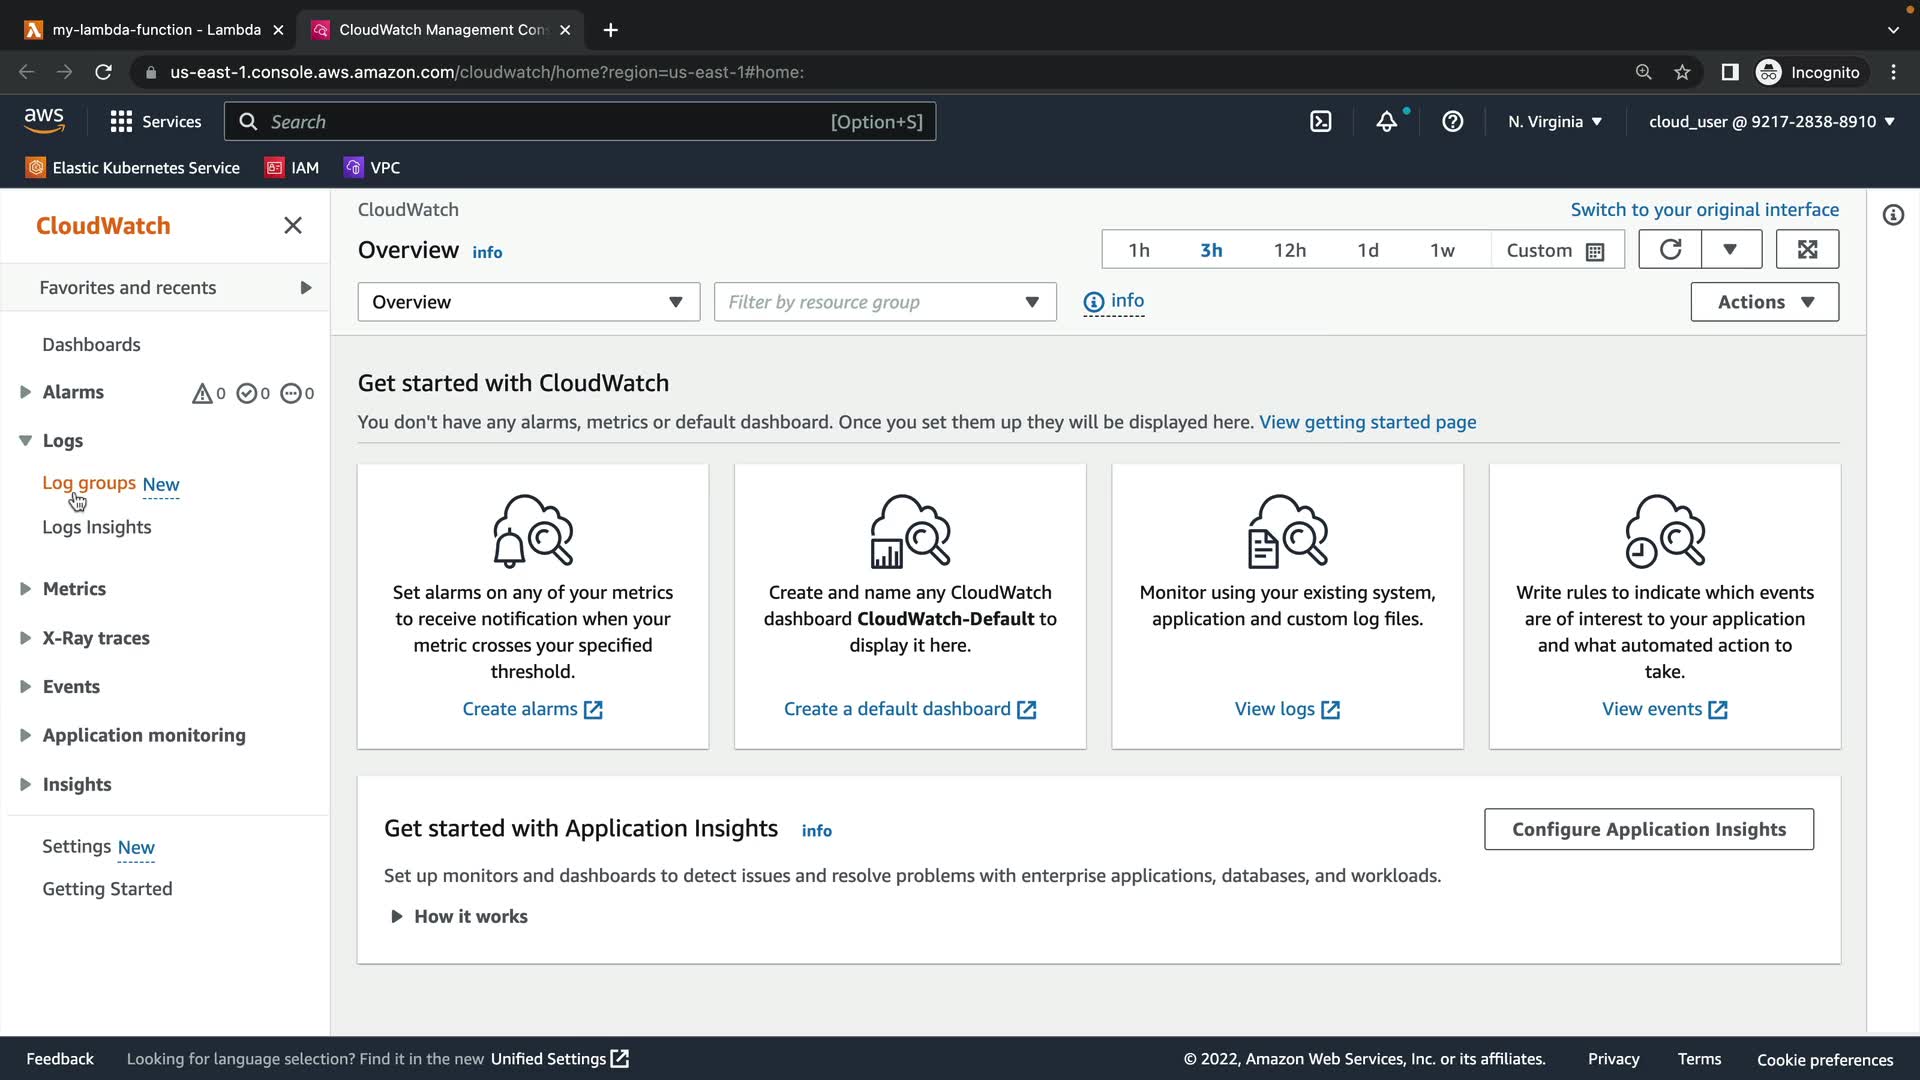 my-lambda-function - Lambda
CloudWatch Management Con
us-east-1.console.aws.amazon.com/cloudwatch/home?region=us-east-1#home:
Incognito
aws
Services
Search
[Option+S]
N. Virginia
cloud_user @ 9217-2838-8910
Elastic Kubernetes Service
IAM
VPC
CloudWatch
Favorites and recents
Dashboards
Alarms
0
0
0
Logs
Log groups New
Logs Insights
Metrics
X-Ray traces
Events
Application monitoring
Insights
Settings New
Getting Started
CloudWatch
Switch to your original interface
Overview info
1h
3h
12h
1d
1w
Custom
Overview
Filter by resource group
info
Actions
Get started with CloudWatch
You don't have any alarms, metrics or default dashboard. Once you set them up they will be displayed here. View getting started page
Set alarms on any of your metrics
to receive notification when your
metric crosses your specified
threshold.
Create alarms
Create and name any CloudWatch
dashboard CloudWatch-Default to
display it here.
Create a default dashboard
Monitor using your existing system,
application and custom log files.
View logs
Write rules to indicate which events
are of interest to your application
and what automated action to
take.
View events
Get started with Application Insights info
Configure Application Insights
Set up monitors and dashboards to detect issues and resolve problems with enterprise applications, databases, and workloads.
How it works
Feedback
Looking for language selection? Find it in the new Unified Settings
© 2022, Amazon Web Services, Inc. or its affiliates.
Privacy
Terms
Cookie preferences